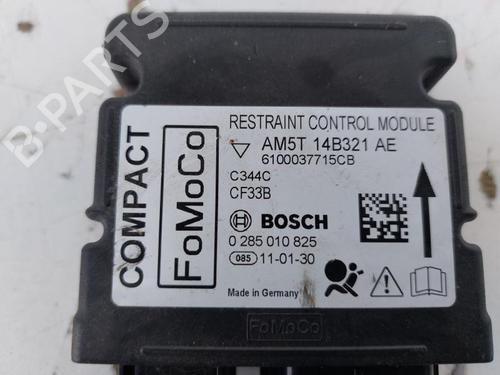 COMPACT
FoMoCo
RESTRAINT CONTROL MODULE
AM5T 14B321 AE
6100037715CB
C344C
CF33B
BOSCH
0 285 010 825
085 11-01-30
Made in Germany
FoMoCo
B-PARTS